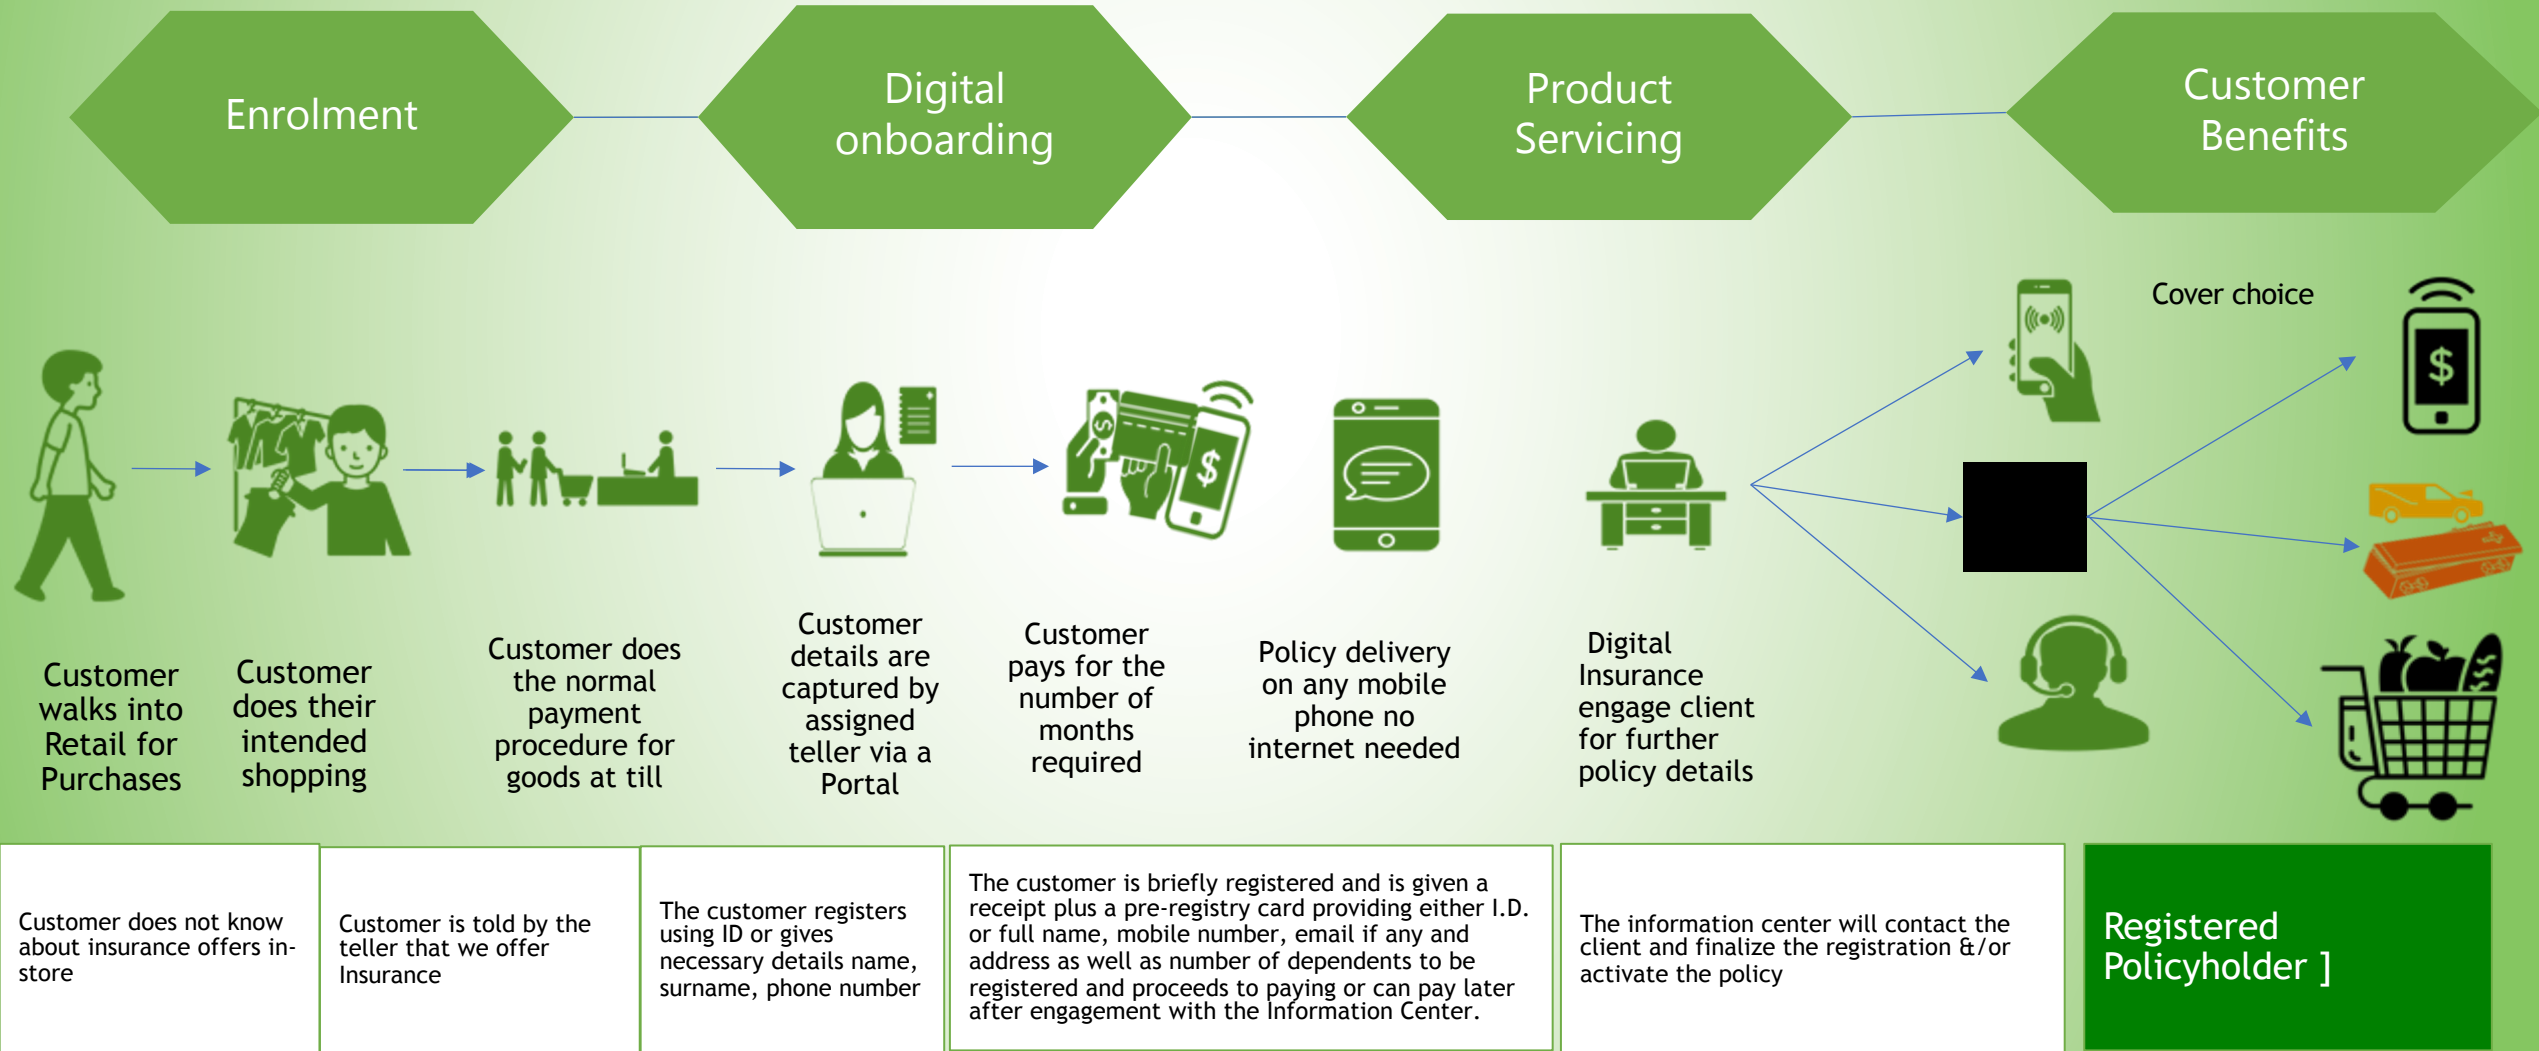 Enrolment
Digital
onboarding
Product
Servicing
Customer
Benefits
Cover choice
$
$
$
Customer
walks into
Retail for
Purchases
Customer
does their
intended
shopping
Customer does
the normal
payment
procedure for
goods at till
Customer
details are
captured by
assigned
teller via a
Portal
Customer
pays for the
number of
months
required
Policy delivery
on any mobile
phone no
internet needed
Digital
Insurance
engage client
for further
policy details
Customer does not know
about insurance offers in-
store
Customer is told by the
teller that we offer
Insurance
The customer registers
using ID or gives
necessary details name,
surname, phone number
The customer is briefly registered and is given a
receipt plus a pre-registry card providing either I.D.
or full name, mobile number, email if any and
address as well as number of dependents to be
registered and proceeds to paying or can pay later
after engagement with the Information Center.
The information center will contact the
client and finalize the registration &/or
activate the policy
Registered
Policyholder ]